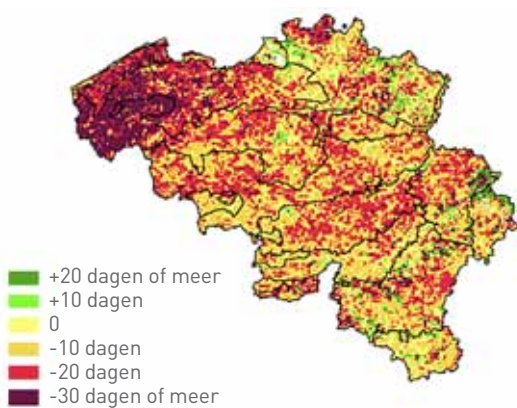 +20 dagen of meer
+10 dagen
0
-10 dagen
-20 dagen
-30 dagen of meer